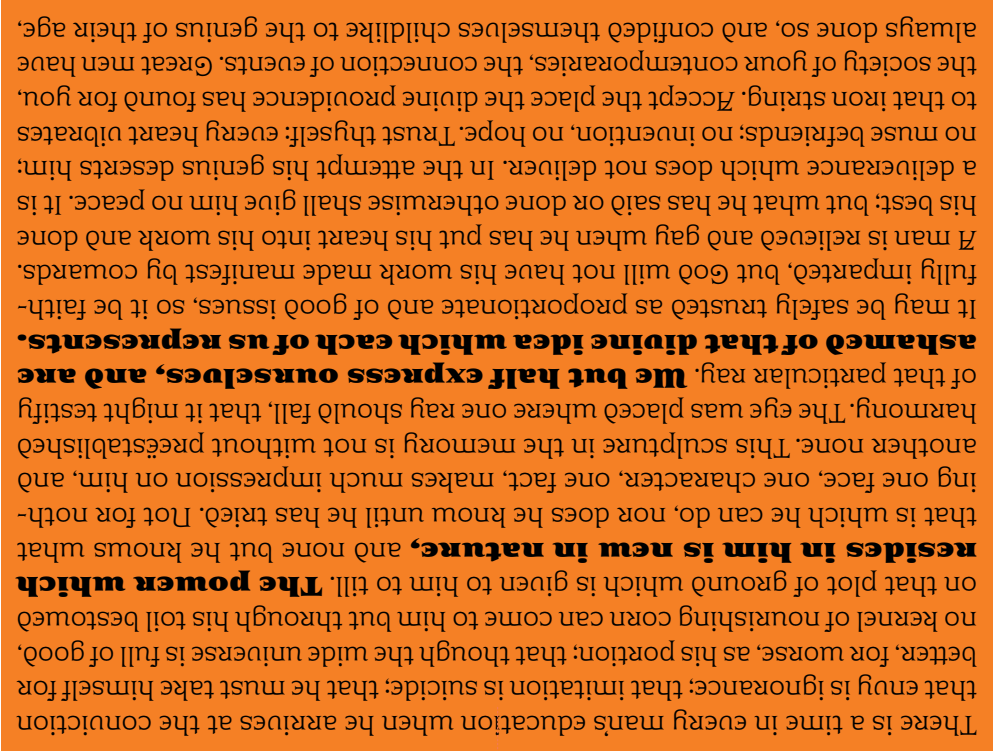 There is a time in every man's education when he arrives at the conviction
that envy is ignorance; that imitation is suicide; that he must take himself for
better, for worse, as his portion; that though the wide universe is full of good,
no kernel of nourishing corn can come to him but through his toil bestowed
on that plot of ground which is given to him to till. The power which
resides in him is new in nature, and none but he knows what
that is which he can do, nor does he know until he has tried. Not for noth-
ing one face, one character, one fact, makes much impression on him, and
another none. This sculpture in the memory is not without preëstablished
harmony. The eye was placed where one ray should fall, that it might testify
of that particular ray. We but half express ourselves, and are
ashamed of that divine idea which each of us represents.
It may be safely trusted as proportionate and of good issues, so it be faith-
fully imparted, but God will not have his work made manifest by cowards.
A man is relieved and gay when he has put his heart into his work and done
his best; but what he has said or done otherwise shall give him no peace. It is
a deliverance which does not deliver. In the attempt his genius deserts him;
no muse befriends; no invention, no hope. Trust thyself: every heart vibrates
to that iron string. Accept the place the divine providence has found for you,
the society of your contemporaries, the connection of events. Great men have
always done so, and confided themselves childlike to the genius of their age,